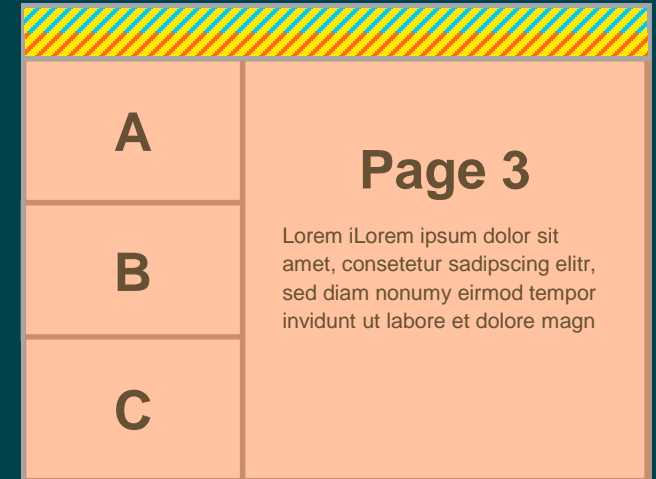 A
B
C
Page 3
Lorem iLorem ipsum dolor sit
amet, consetetur sadipscing elitr,
sed diam nonumy eirmod tempor
invidunt ut labore et dolore magn